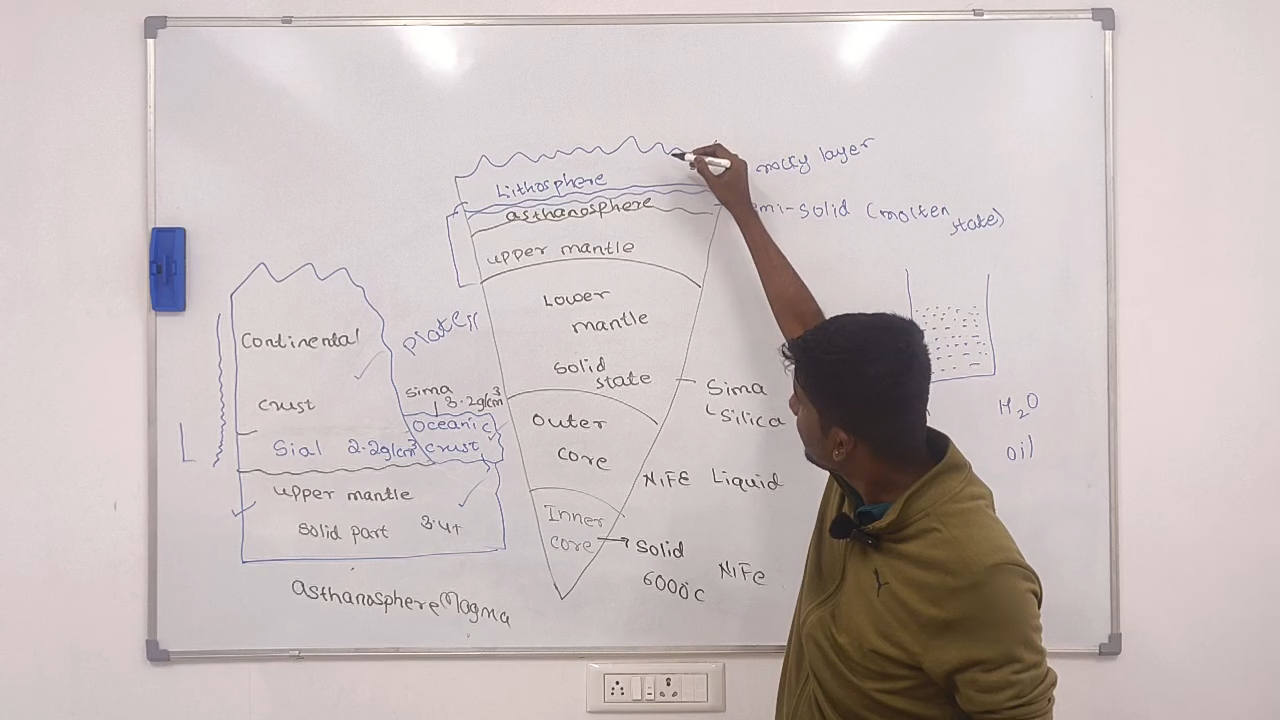 rocky layer
Lithosphere
asthanosphere
emi-solid (molten
state)
upper mantle
Lower
mantle
solid
state
Sima
Silica
Outer
core
NiFE Liquid
Inner
core
Solid
6000°C
NiFe
plates
Continental
crust
Sial 2.2g/cm3
sima
3.2g/cm3
oceanic
crust
upper mantle
solid part 3.4↑
asthanosphere Magma
L
H2O
oil